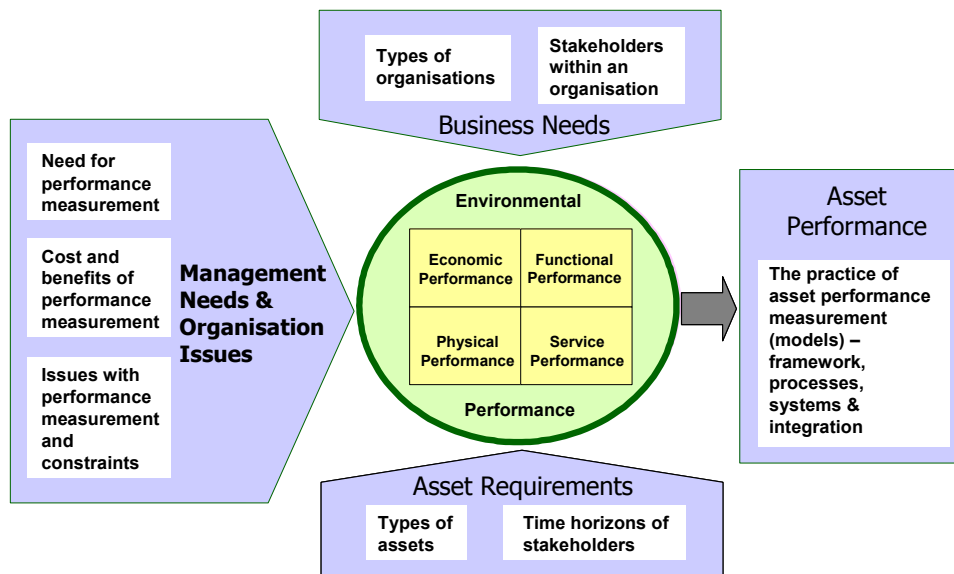 Types of
organisations
Stakeholders
within an
organisation
Business Needs
Need for
performance
measurement
Cost and
benefits of
performance
measurement
Issues with
performance
measurement
and
constraints
Management
Needs &
Organisation
Issues
Environmental
Economic
Performance
Functional
Performance
Physical
Performance
Service
Performance
Performance
Asset
Performance
The practice of
asset performance
measurement
(models) –
framework,
processes,
systems &
integration
Asset Requirements
Types of
assets
Time horizons of
stakeholders